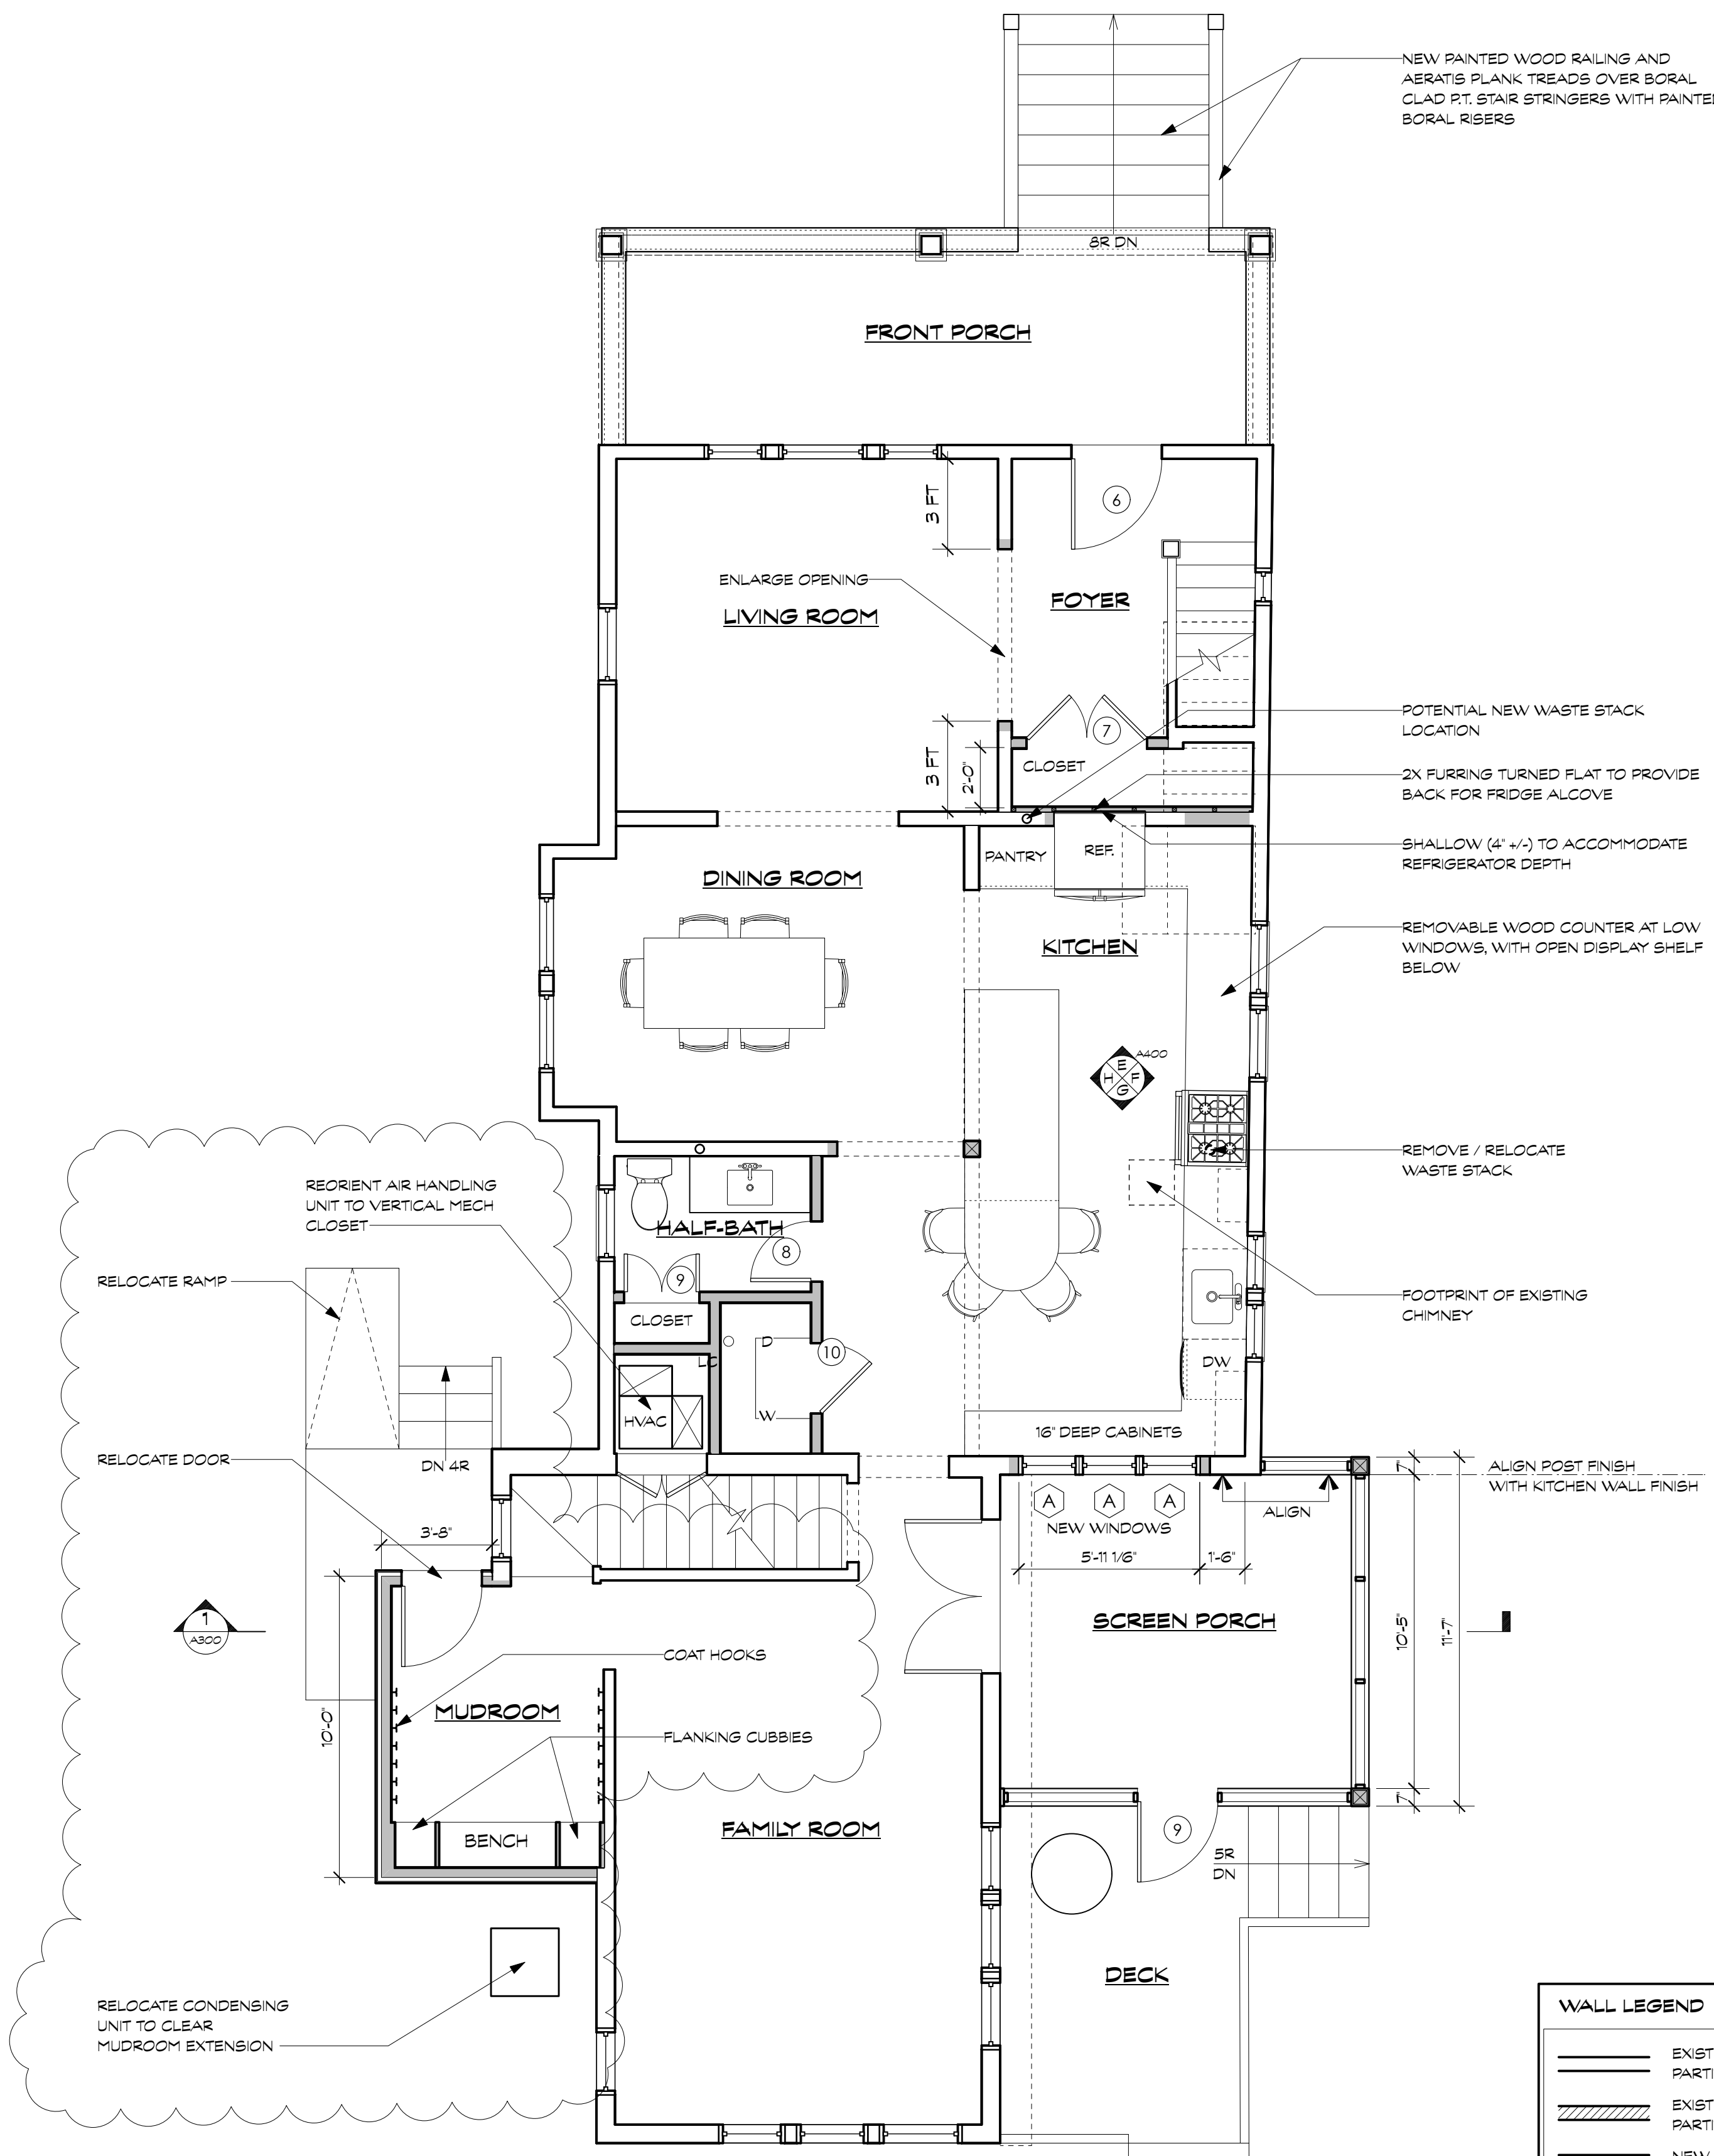 NEW PAINTED WOOD RAILING AND
AERATIS PLANK TREADS OVER BORAL
CLAD P.T. STAIR STRINGERS WITH PAINTED
BORAL RISERS
8R DN
FRONT PORCH
3 FT
6
ENLARGE OPENING
LIVING ROOM
FOYER
POTENTIAL NEW WASTE STACK
LOCATION
7
3 FT
2'-0"
CLOSET
2X FURRING TURNED FLAT TO PROVIDE
BACK FOR FRIDGE ALCOVE
SHALLOW (4" +/-) TO ACCOMMODATE
REFRIGERATOR DEPTH
PANTRY
REF.
DINING ROOM
KITCHEN
REMOVABLE WOOD COUNTER AT LOW
WINDOWS, WITH OPEN DISPLAY SHELF
BELOW
A400
E
H F
G
REMOVE / RELOCATE
WASTE STACK
REORIENT AIR HANDLING
UNIT TO VERTICAL MECH
CLOSET
HALF-BATH
8
9
RELOCATE RAMP
FOOTPRINT OF EXISTING
CHIMNEY
CLOSET
D
10
LC
DW
W
HVAC
16" DEEP CABINETS
RELOCATE DOOR
DN 4R
7"
ALIGN POST FINISH
WITH KITCHEN WALL FINISH
A
A
A
ALIGN
NEW WINDOWS
3'-8"
5'-11 1/6"
1'-6"
1
A300
SCREEN PORCH
10'-5"
11'-7"
COAT HOOKS
MUDROOM
10'-0"
FLANKING CUBBIES
7"
BENCH
FAMILY ROOM
9
5R
DN
DECK
RELOCATE CONDENSING
UNIT TO CLEAR
MUDROOM EXTENSION
WALL LEGEND
EXIST
PARTI
EXIST
PARTI
NEW